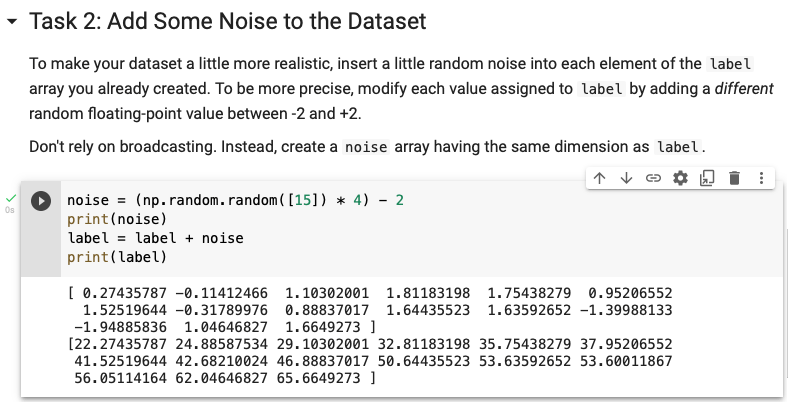 Task 2: Add Some Noise to the Dataset
To make your dataset a little more realistic, insert a little random noise into each element of the label
array you already created. To be more precise, modify each value assigned to label by adding a different
random floating-point value between -2 and +2.
Don't rely on broadcasting. Instead, create a noise array having the same dimension as label.
0s
noise = (np.random.random([15]) * 4) - 2
print(noise)
label = label + noise
print(label)
[ 0.27435787 -0.11412466  1.10302001  1.81183198  1.75438279  0.95206552
  1.52519644 -0.31789976  0.88837017  1.64435523  1.63592652 -1.39988133
 -1.94885836  1.04646827  1.6649273 ]
[22.27435787 24.88587534 29.10302001 32.81183198 35.75438279 37.95206552
 41.52519644 42.68210024 46.88837017 50.64435523 53.63592652 53.60011867
 56.05114164 62.04646827 65.6649273 ]